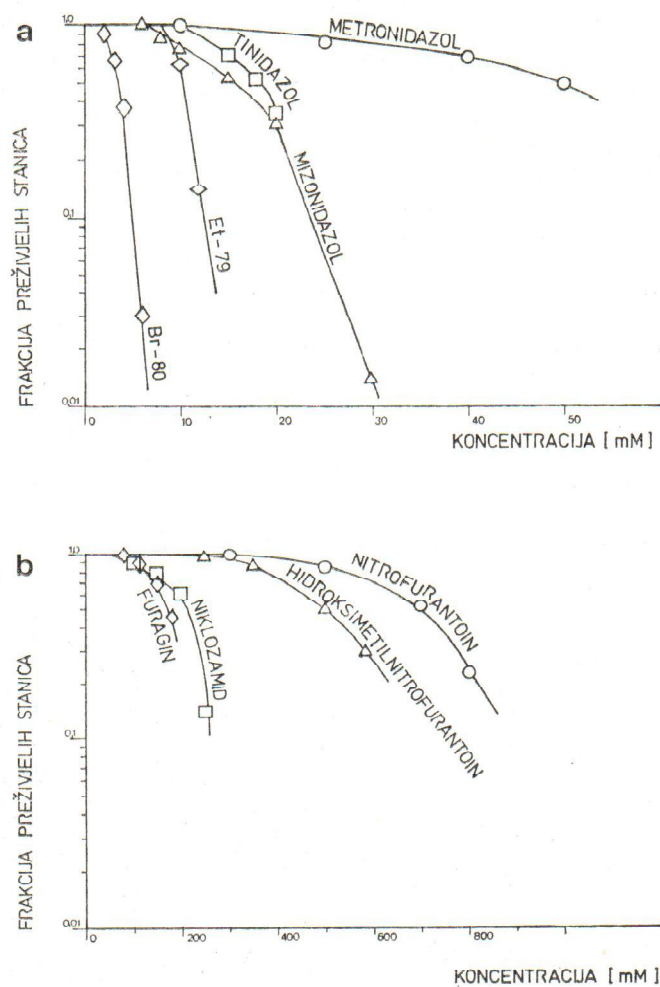 a
FRAKCIJA PREŽIVJELIH STANICA
1,0
0,1
0,01
METRONIDAZOL
TINIDAZOL
MIZONIDAZOL
Et-79
Br-80
0 10 20 30 40 50
KONCENTRACIJA [ mM ]
b
FRAKCIJA PREŽIVJELIH STANICA
1,0
0,1
0,01
NITROFURANTOIN
HIDROKSIMETILNITROFURANTOIN
NIKLOZAMID
FURAGIN
0 200 400 600 800
KONCENTRACIJA [ mM ]